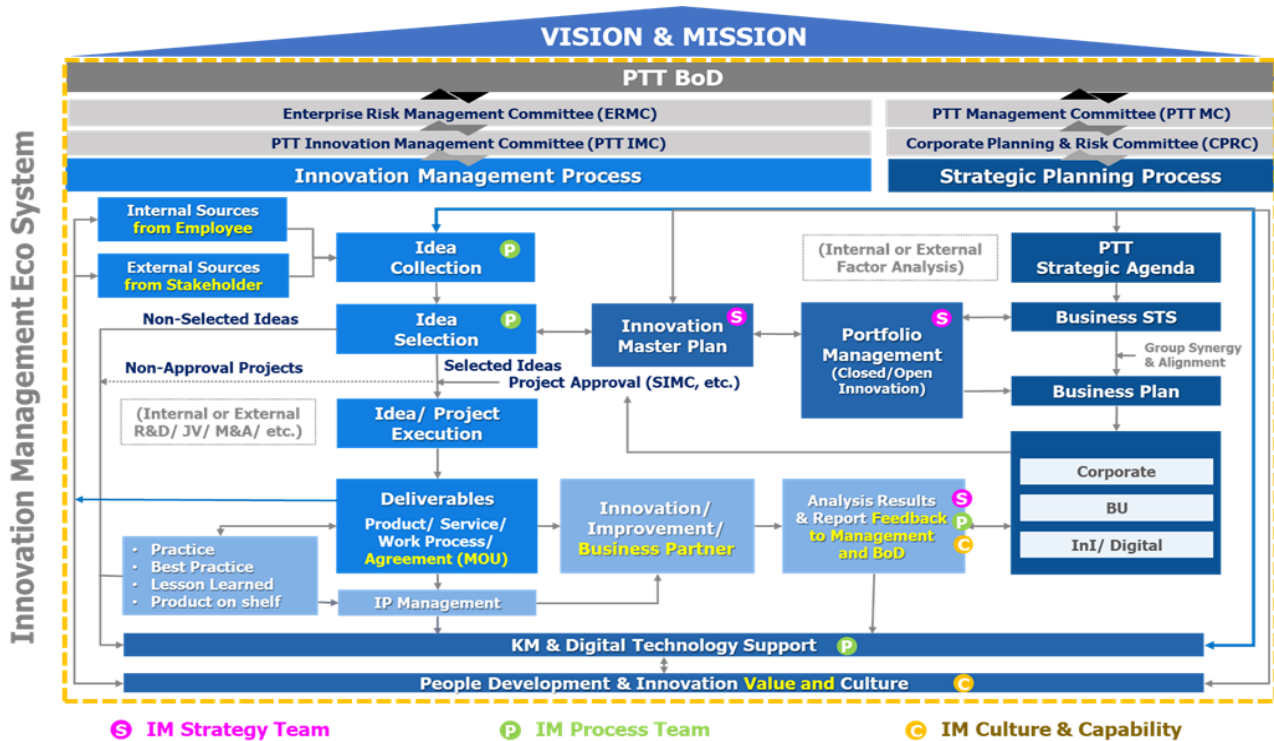 VISION & MISSION
PTT BoD
Enterprise Risk Management Committee (ERMC)
PTT Management Committee (PTT MC)
PTT Innovation Management Committee (PTT IMC)
Corporate Planning & Risk Committee (CPRC)
Innovation Management Process
Strategic Planning Process
Innovation Management Eco System
Internal Sources
from Employee
External Sources
from Stakeholder
Idea
Collection
P
(Internal or External
Factor Analysis)
PTT
Strategic Agenda
Non-Selected Ideas
Idea
Selection
P
Innovation
Master Plan
S
Portfolio
Management
(Closed/Open
Innovation)
S
Business STS
Group Synergy
& Alignment
Business Plan
Selected Ideas
Non-Approval Projects
Project Approval (SIMC, etc.)
(Internal or External
R&D/ JV/ M&A/ etc.)
Idea/ Project
Execution
Corporate
BU
InI/ Digital
Deliverables
Product/ Service/
Work Process/
Agreement (MOU)
Innovation/
Improvement/
Business Partner
Analysis Results
& Report Feedback
to Management
and BoD
S
P
C
• Practice
• Best Practice
• Lesson Learned
• Product on shelf
IP Management
KM & Digital Technology Support
P
People Development & Innovation Value and Culture
C
S IM Strategy Team
P IM Process Team
C IM Culture & Capability